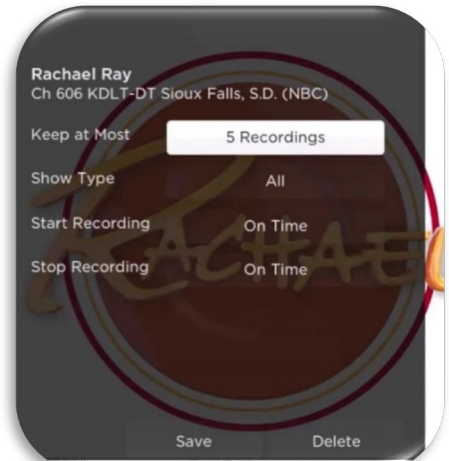 Rachael Ray
Ch 606 KDLT-DT Sioux Falls, S.D. (NBC)
Keep at Most 5 Recordings
Show Type All
Start Recording On Time
Stop Recording On Time
RACHAE
Save Delete